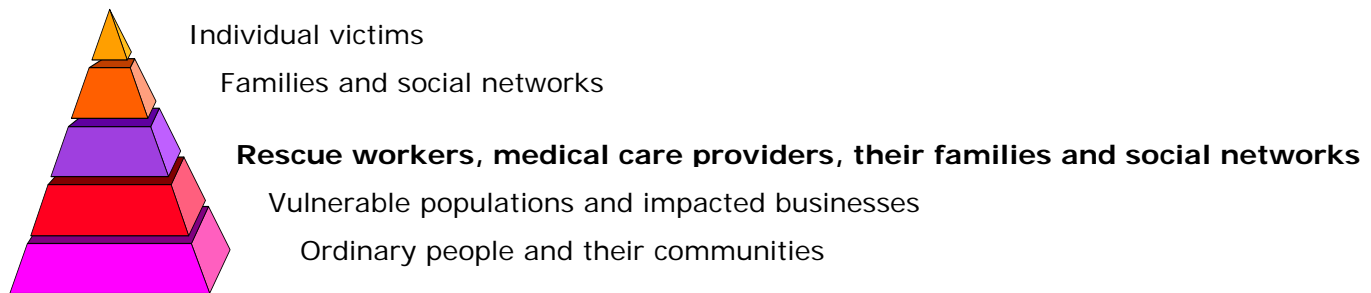 Individual victims
Families and social networks
Rescue workers, medical care providers, their families and social networks
Vulnerable populations and impacted businesses
Ordinary people and their communities